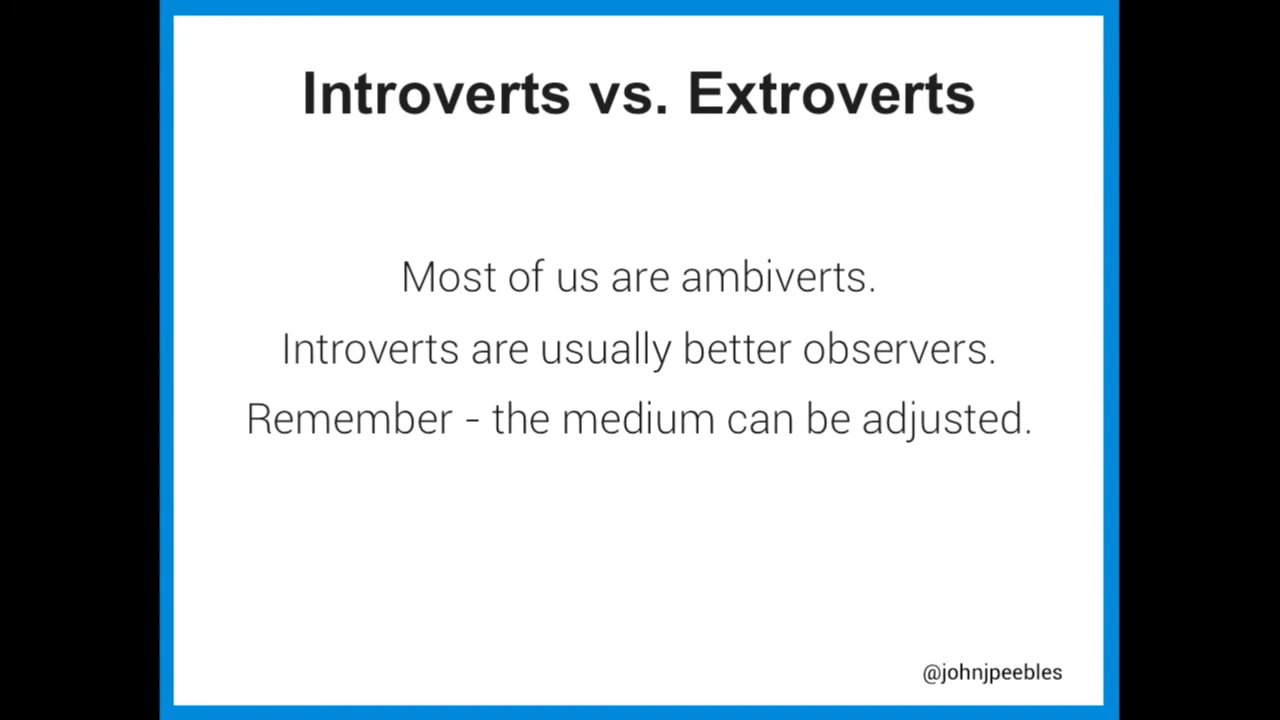 Introverts vs. Extroverts
Most of us are ambiverts.
Introverts are usually better observers.
Remember - the medium can be adjusted.
@johnjpeebles